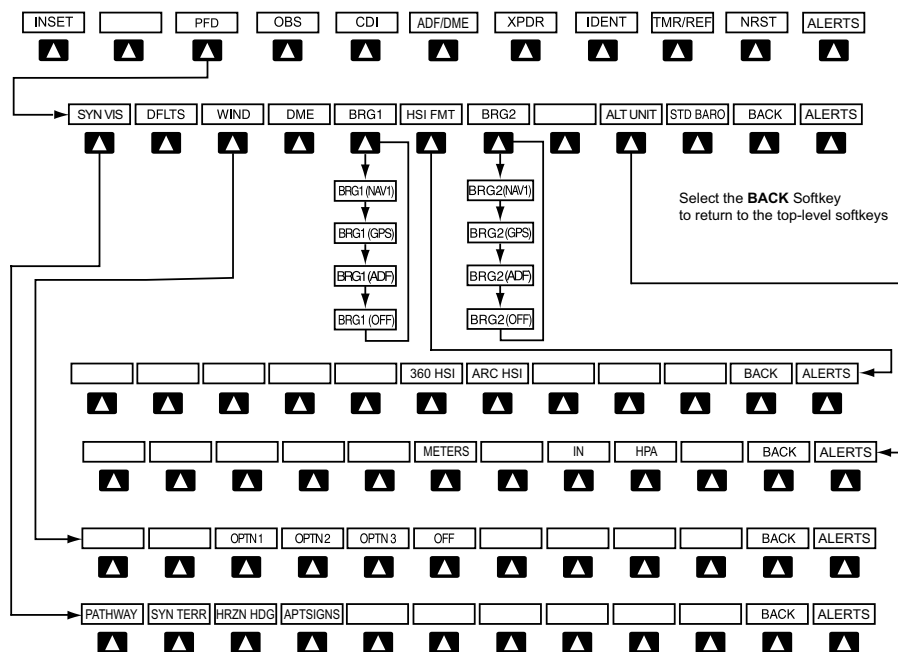 INSET PFD OBS CDI ADF/DME XPDR IDENT TMR/REF NRST ALERTS
SYN VIS DFLTS WIND DME BRG1 HSI FMT BRG2 ALT UNIT STD BARO BACK ALERTS
BRG1 (NAV1) BRG2 (NAV1)
Select the BACK Softkey
to return to the top-level softkeys
BRG1 (GPS) BRG2 (GPS)
BRG1 (ADF) BRG2 (ADF)
BRG1 (OFF) BRG2 (OFF)
360 HSI ARC HSI BACK ALERTS
METERS IN HPA BACK ALERTS
OPTN 1 OPTN 2 OPTN 3 OFF BACK ALERTS
PATHWAY SYN TERR HRZN HDG APTSIGNS BACK ALERTS